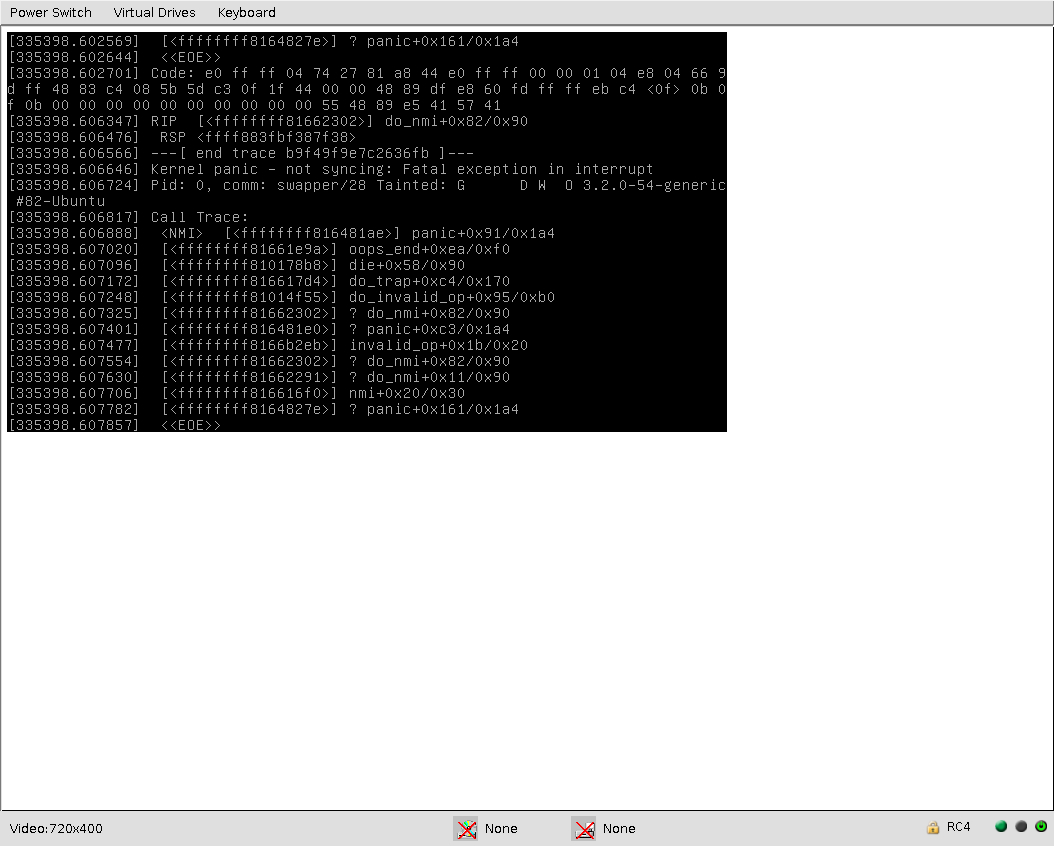 Power Switch Virtual Drives Keyboard
[335398.602569]  [<ffffffff8164827e>] ? panic+0x161/0x1a4
[335398.602644]  <<EOE>>
[335398.602701] Code: e0 ff ff 04 74 27 81 a8 44 e0 ff ff 00 00 01 04 e8 04 66 9
d ff 48 83 c4 08 5b 5d c3 0f 1f 44 00 00 48 89 df e8 60 fd ff ff eb c4 <0f> 0b 0
f 0b 00 00 00 00 00 00 00 00 00 00 55 48 89 e5 41 57 41
[335398.606347] RIP  [<ffffffff81662302>] do_nmi+0x82/0x90
[335398.606476]  RSP <ffff883fbf387f38>
[335398.606566] ---[ end trace b9f49f9e7c2636fb ]---
[335398.606646] Kernel panic - not syncing: Fatal exception in interrupt
[335398.606724] Pid: 0, comm: swapper/28 Tainted: G      D W  O 3.2.0-54-generic
 #82-Ubuntu
[335398.606817] Call Trace:
[335398.606888]  <NMI>  [<ffffffff816481ae>] panic+0x91/0x1a4
[335398.607020]  [<ffffffff81661e9a>] oops_end+0xea/0xf0
[335398.607096]  [<ffffffff810178b8>] die+0x58/0x90
[335398.607172]  [<ffffffff816617d4>] do_trap+0xc4/0x170
[335398.607248]  [<ffffffff81014f55>] do_invalid_op+0x95/0xb0
[335398.607325]  [<ffffffff81662302>] ? do_nmi+0x82/0x90
[335398.607401]  [<ffffffff816481e0>] ? panic+0xc3/0x1a4
[335398.607477]  [<ffffffff8166b2eb>] invalid_op+0x1b/0x20
[335398.607554]  [<ffffffff81662302>] ? do_nmi+0x82/0x90
[335398.607630]  [<ffffffff81662291>] ? do_nmi+0x11/0x90
[335398.607706]  [<ffffffff816616f0>] nmi+0x20/0x30
[335398.607782]  [<ffffffff8164827e>] ? panic+0x161/0x1a4
[335398.607857]  <<EOE>>
Video:720x400 None None RC4